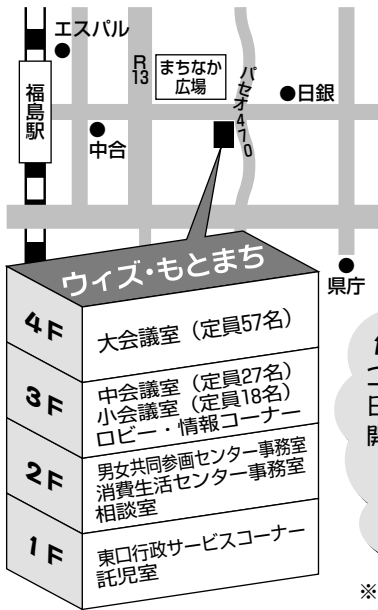 エスパル
R13
まちなか
広場
パセオ470
日銀
福島駅
中合
県庁
ウィズ・もとまち
4F
大会議室（定員57名）
3F
中会議室（定員27名）
小会議室（定員18名）
ロビー・情報コーナー
2F
男女共同参画センター事務室
消費生活センター事務室
相談室
1F
東口行政サービスコーナー
託児室
日
開
※